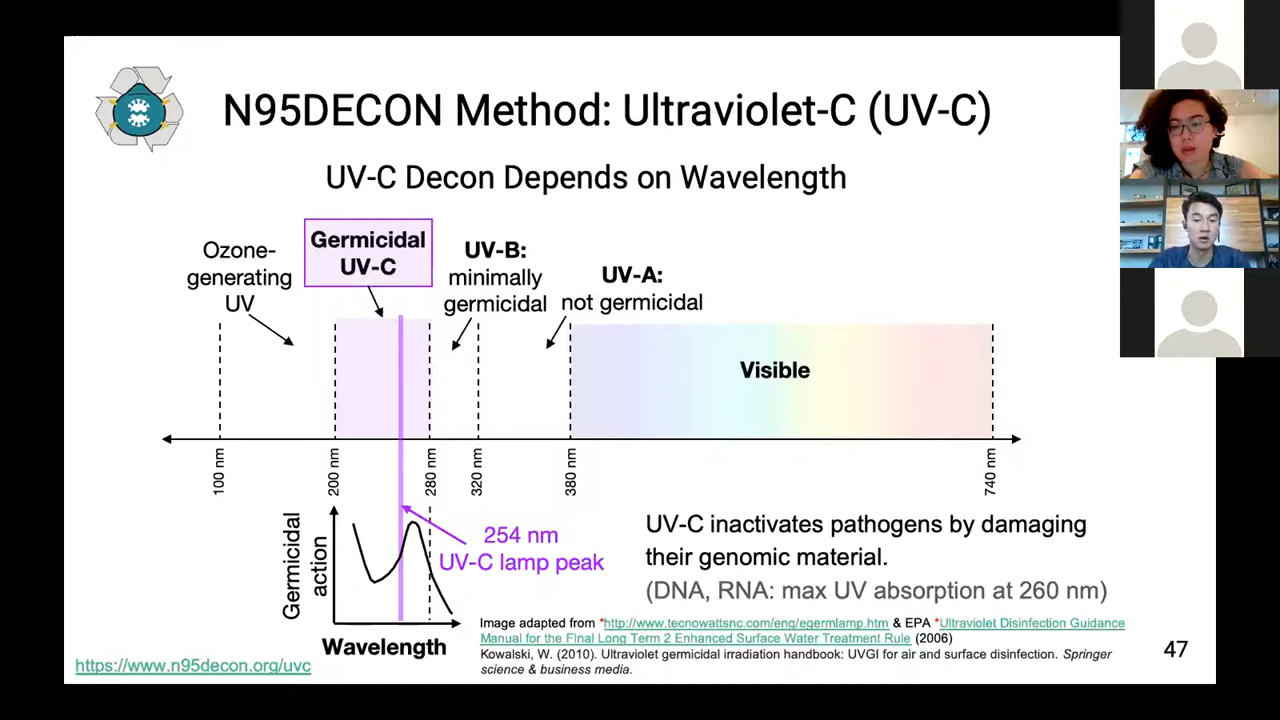 N95DECON Method: Ultraviolet-C (UV-C)
UV-C Decon Depends on Wavelength
Ozone-
generating
UV
Germicidal
UV-C
UV-B:
minimally
germicidal
UV-A:
not germicidal
Visible
100 nm
200 nm
280 nm
320 nm
380 nm
740 nm
Germicidal
action
254 nm
UV-C lamp peak
Wavelength
UV-C inactivates pathogens by damaging
their genomic material.
(DNA, RNA: max UV absorption at 260 nm)
Image adapted from *http://www.tecnowattsnc.com/eng/egermlamp.htm & EPA *Ultraviolet Disinfection Guidance
Manual for the Final Long Term 2 Enhanced Surface Water Treatment Rule (2006)
Kowalski, W. (2010). Ultraviolet germicidal irradiation handbook: UVGI for air and surface disinfection. Springer
science & business media.
https://www.n95decon.org/uvc
47